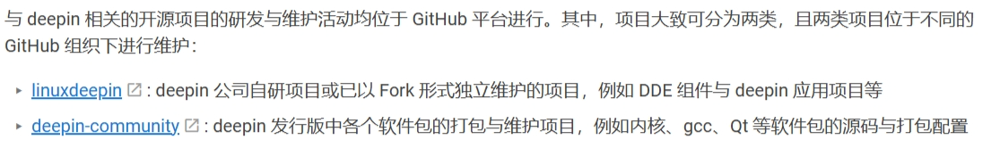 与 deepin 相关的开源项目的研发与维护活动均位于 GitHub 平台进行。其中，项目大致可分为两类，且两类项目位于不同的
GitHub 组织下进行维护：
linuxdeepin : deepin 公司自研项目或已以 Fork 形式独立维护的项目，例如 DDE 组件与 deepin 应用项目等
deepin-community : deepin 发行版中各个软件包的打包与维护项目，例如内核、gcc、Qt 等软件包的源码与打包配置